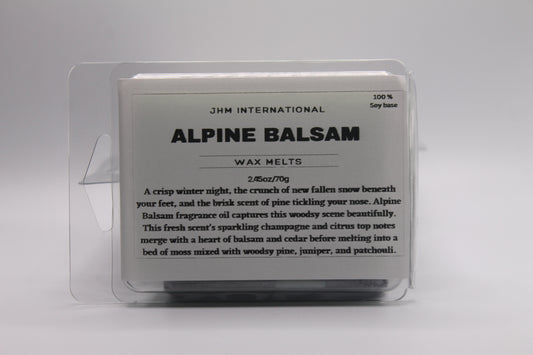 100 %
Soy base
JHM INTERNATIONAL
ALPINE BALSAM
WAX MELTS
2.45oz/70g
A crisp winter night, the crunch of new fallen snow beneath
your feet, and the brisk scent of pine tickling your nose. Alpine
Balsam fragrance oil captures this woodsy scene beautifully.
This fresh scent's sparkling champagne and citrus top notes
merge with a heart of balsam and cedar before melting into a
bed of moss mixed with woodsy pine, juniper, and patchouli.